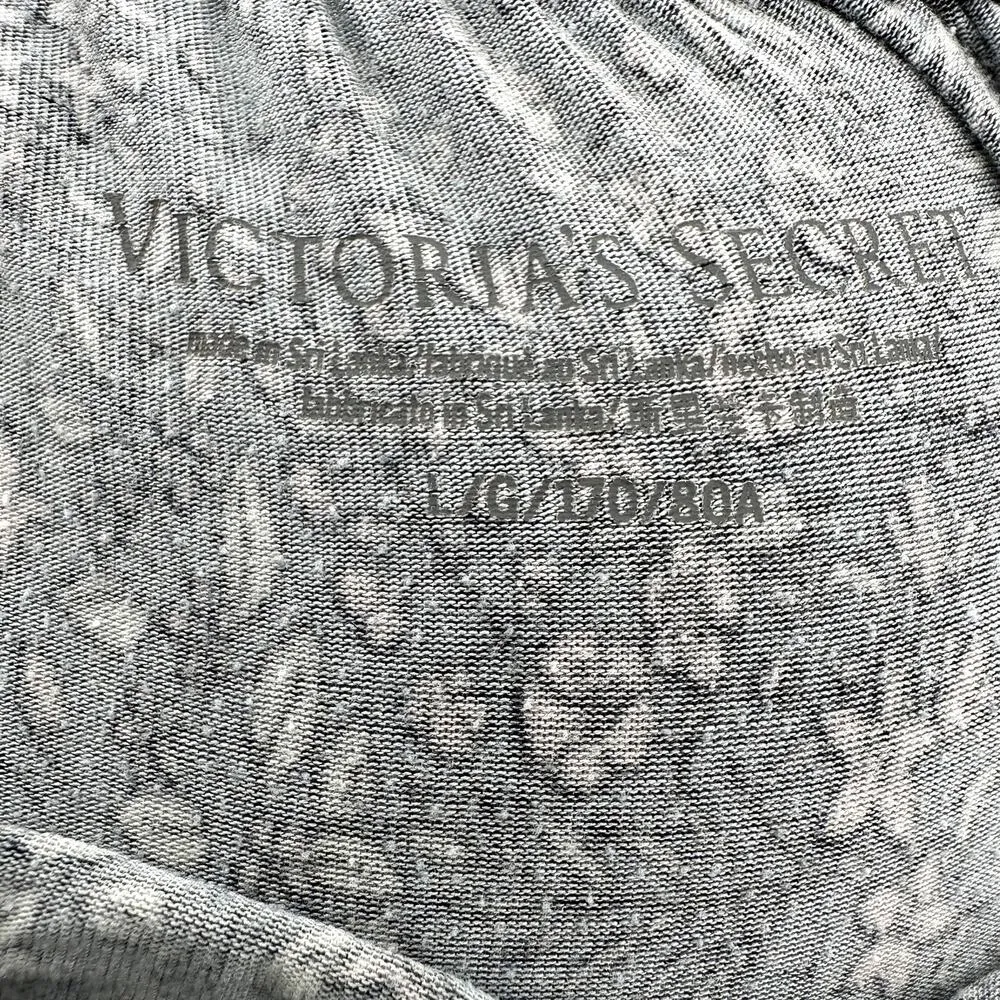 VICTORIA'S SECRET
made in Sri Lanka/fabriqué au Sri Lanka/hecho en Sri Lanka/
fabbricato in Sri Lanka/斯里兰卡制造
L/G/170/80A